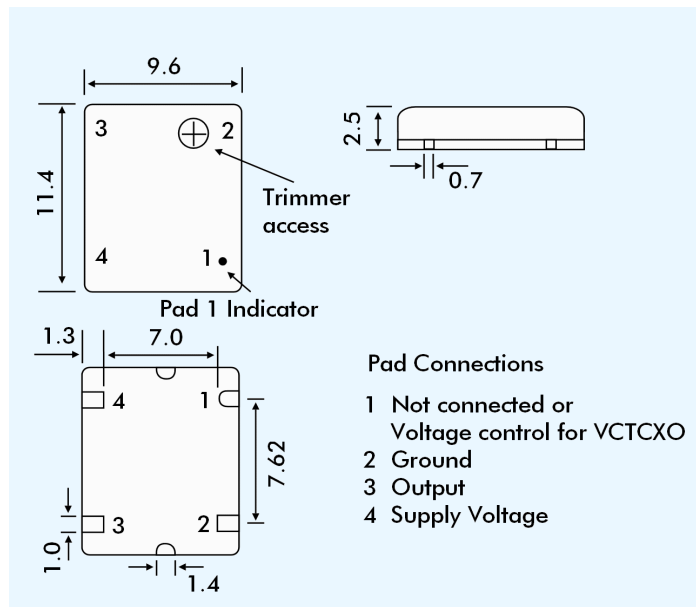 9.6
3
2
2.5
11.4
0.7
Trimmer
access
4
1
Pad 1 Indicator
1.3
7.0
4
1
7.62
3
2
1.0
1.4
Pad Connections
1 Not connected or
Voltage control for VCTCXO
2 Ground
3 Output
4 Supply Voltage